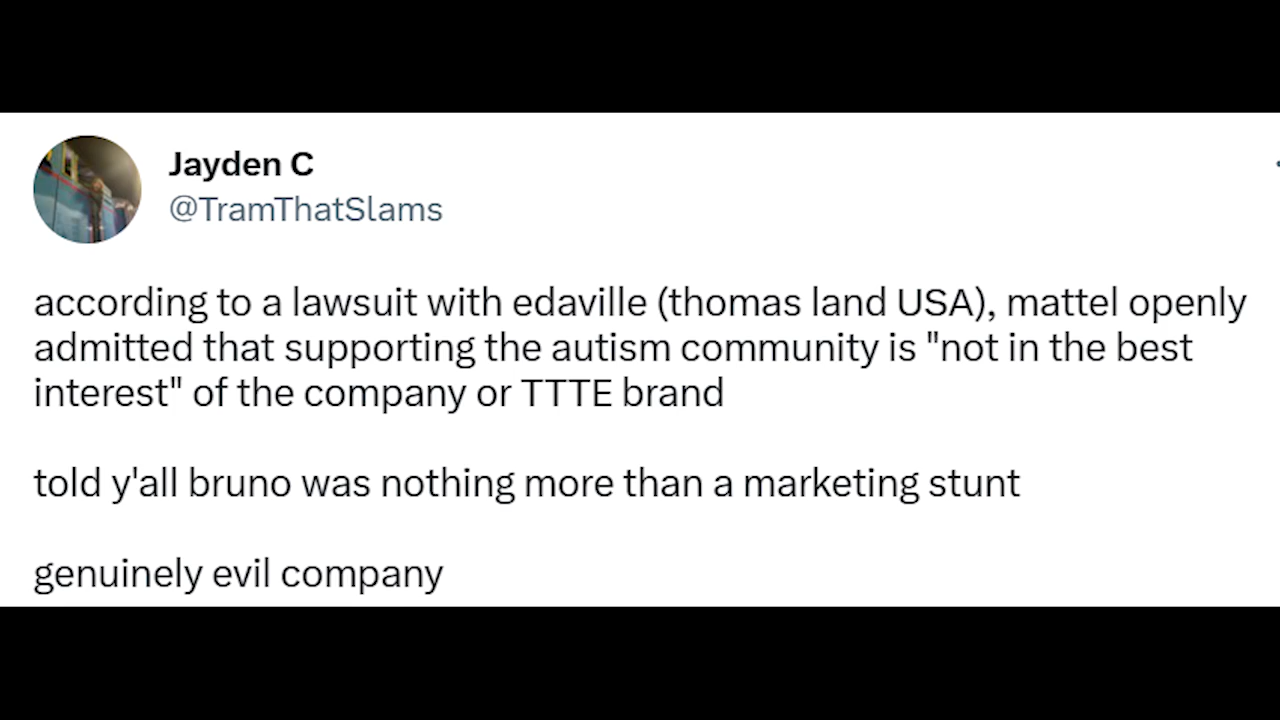 Jayden C
@TramThatSlams
according to a lawsuit with edaville (thomas land USA), mattel openly
admitted that supporting the autism community is "not in the best
interest" of the company or TTTE brand
told y'all bruno was nothing more than a marketing stunt
genuinely evil company